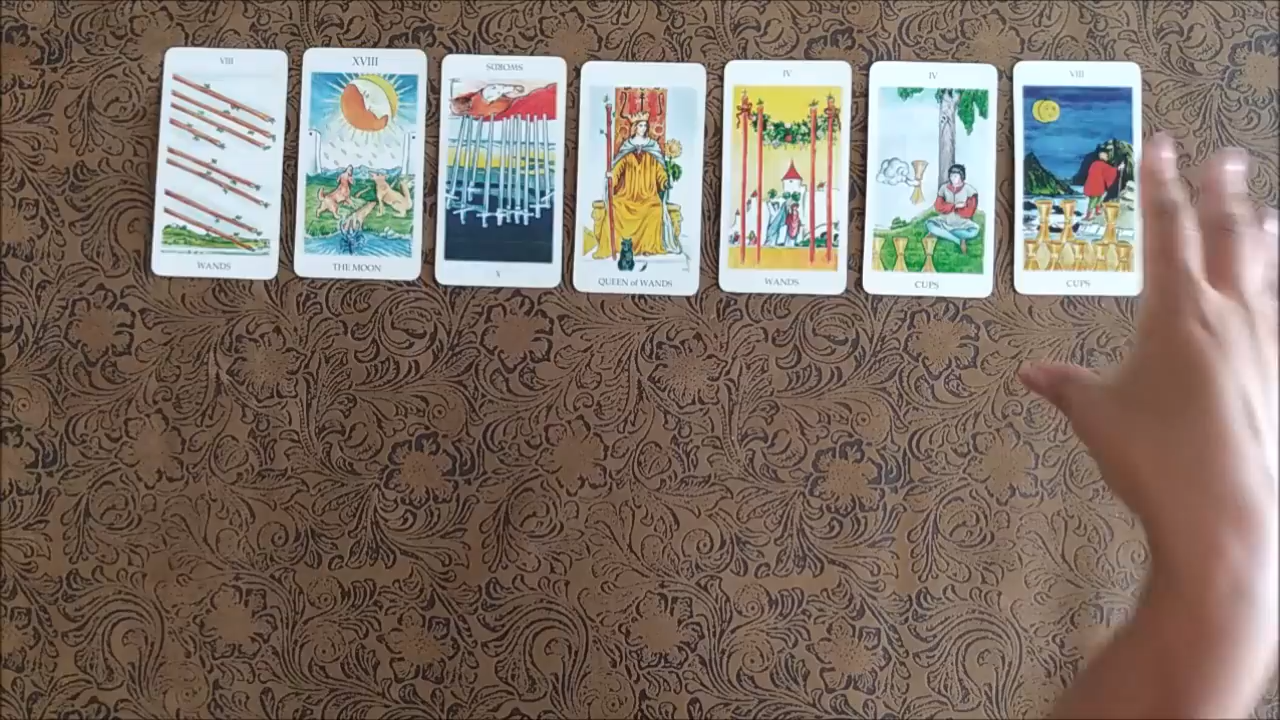 VIII
WANDS
XVIII
THE MOON
SWORDS
X
QUEEN of WANDS
IV
WANDS
IV
CUPS
VIII
CUPS